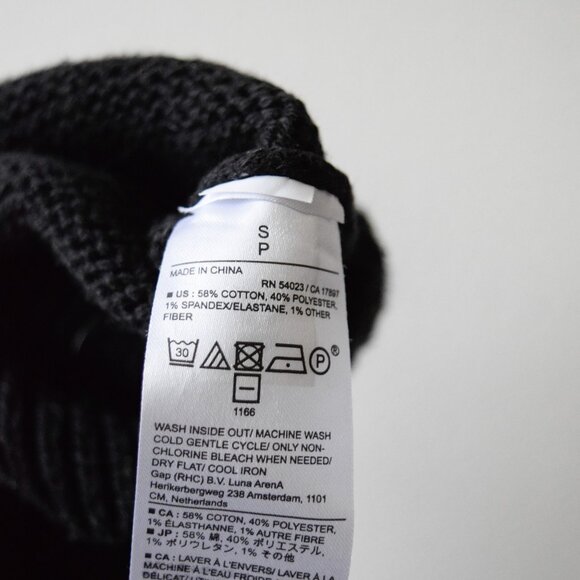 S
P
MADE IN CHINA
RN 54023 / CA 17897
■ US : 58% COTTON, 40% POLYESTER,
1% SPANDEX/ELASTANE, 1% OTHER
FIBER
30
P ®
1166
WASH INSIDE OUT/ MACHINE WASH
COLD GENTLE CYCLE/ ONLY NON-
CHLORINE BLEACH WHEN NEEDED/
DRY FLAT/ COOL IRON
Gap (RHC) B.V. Luna ArenA
Herikerbergweg 238 Amsterdam, 1101
CM, Netherlands
■ CA : 58% COTTON, 40% POLYESTER,
1% ÉLASTHANNE, 1% AUTRE FIBRE
■ JP : 58% 綿, 40% ポリエステル,
1% ポリウレタン, 1% その他
■ CA : LAVER À L'ENVERS/ LAVER À LA
MACHINE À L'EAU FROIDE
DÉLICAT/ UTILI